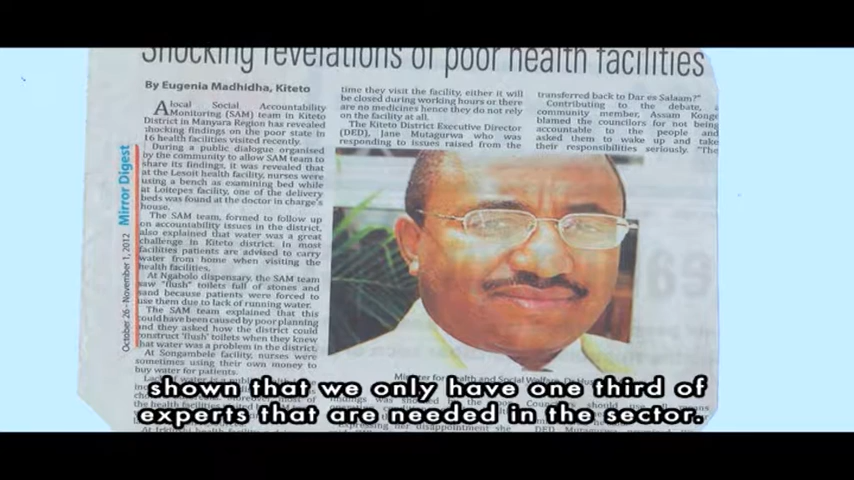 Shocking revelations of poor health facilities
By Eugenia Madhidha, Kiteto
A local Social Accountability
Monitoring (SAM) team in Kiteto
District in Manyara Region has revealed
shocking findings on the poor state in
16 health facilities visited recently.
During a public dialogue organised
by the community to allow SAM team to
share its findings, it was revealed that
at the Lesoit health facility, nurses were
using a bench as examining bed while
at Loitepes facility, one of the delivery
beds was found at the doctor in charge's
house.
The SAM team, formed to follow up
on accountability issues in the district,
also explained that water was a great
challenge in Kiteto district. In most
facilities patients are advised to carry
water from home when visiting the
health facilities.
At Ngabolo dispensary, the SAM team
saw "flush" toilets full of stones and
sand because patients were forced to
use them due to lack of running water.
The SAM team explained that this
could have been caused by poor planning
and they asked how the district could
construct 'flush' toilets when they knew
that water was a problem in the district.
At Songambele facility, nurses were
sometimes using their own money to
buy water for patients.
time they visit the facility, either it will
be closed during working hours or there
are no medicines hence they do not rely
on the facility at all.
The Kiteto District Executive Director
(DED), Jane Mutagurwa who was
responding to issues raised from the
transferred back to Dar es Salaam?"
Contributing to the debate, a
community member, Assam Konge
blamed the councilors for not being
accountable to the people and
asked them to wake up and take
their responsibilities seriously. "The
Mirror Digest
October 26 - November 1, 2012
Minister for Health and Social Welfare, Dr
shown that we only have one third of
experts that are needed in the sector.